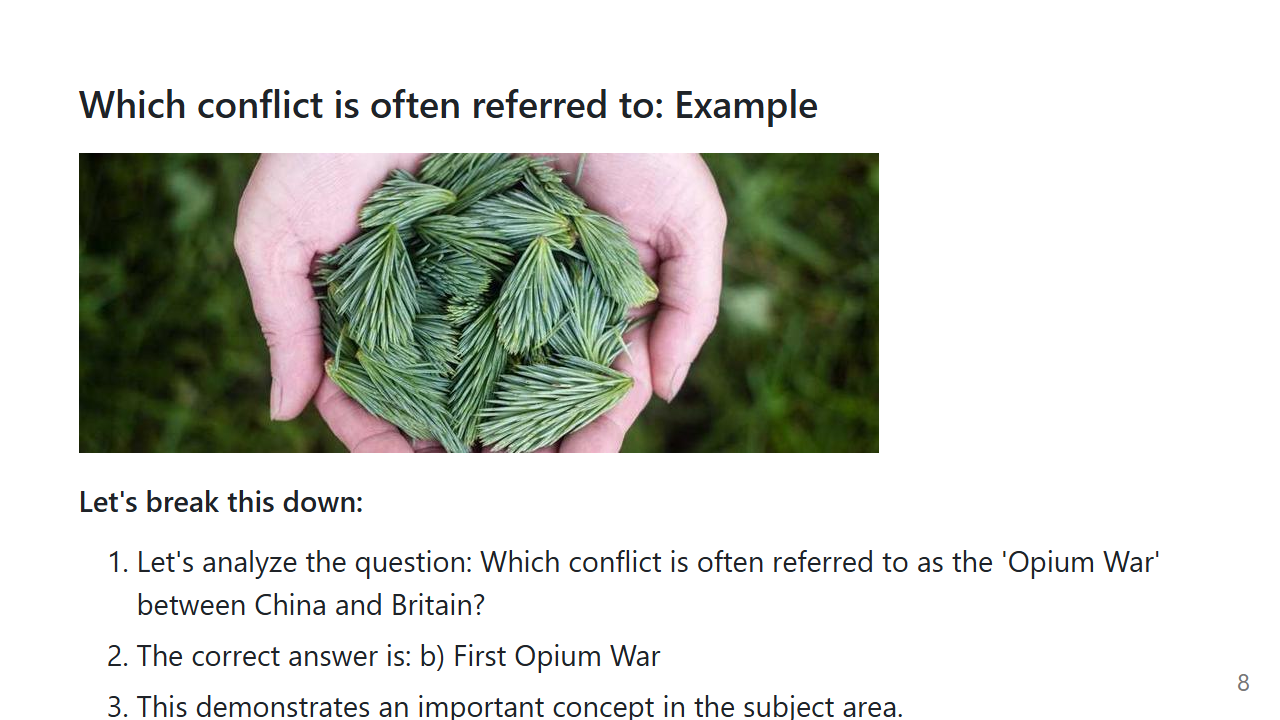 Which conflict is often referred to: Example
Let's break this down:
1. Let's analyze the question: Which conflict is often referred to as the 'Opium War'
between China and Britain?
2. The correct answer is: b) First Opium War
3. This demonstrates an important concept in the subject area.
8